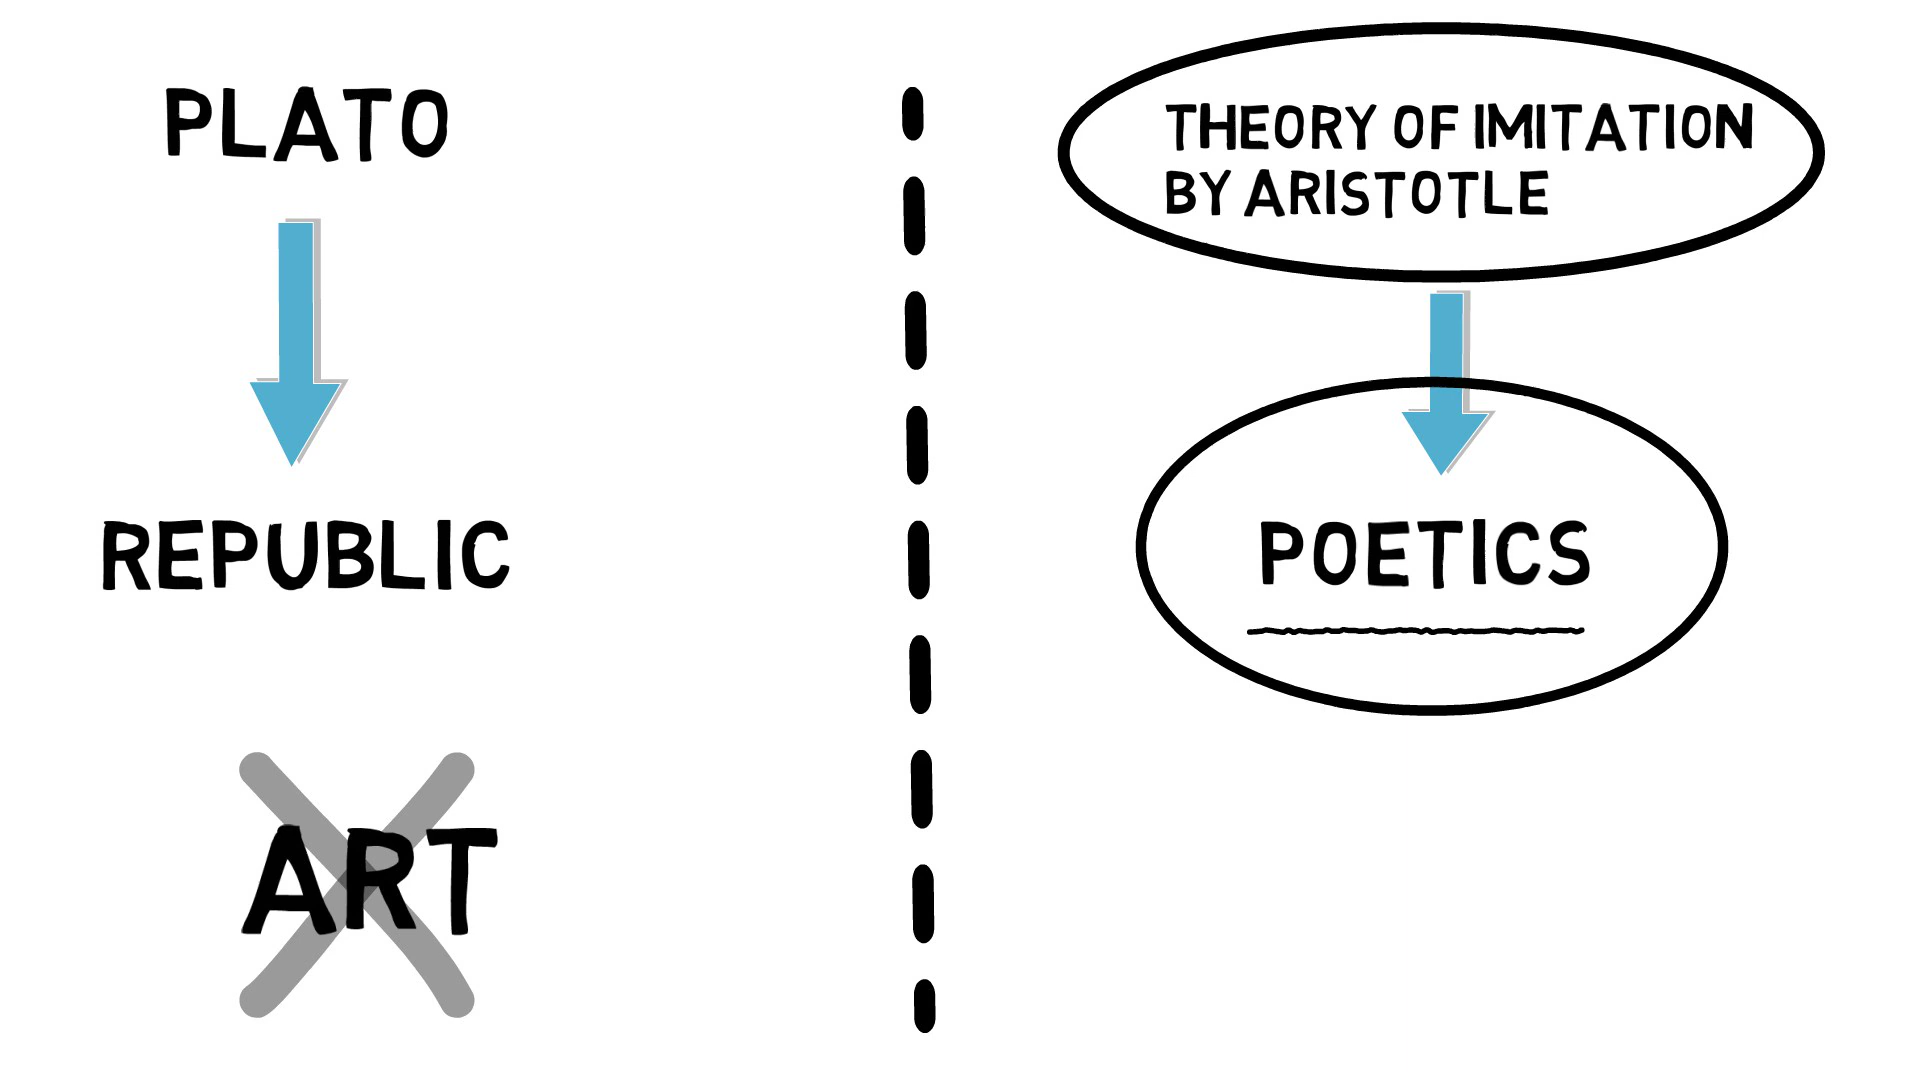 PLATO
REPUBLIC
ART
THEORY OF IMITATION
BY ARISTOTLE
POETICS